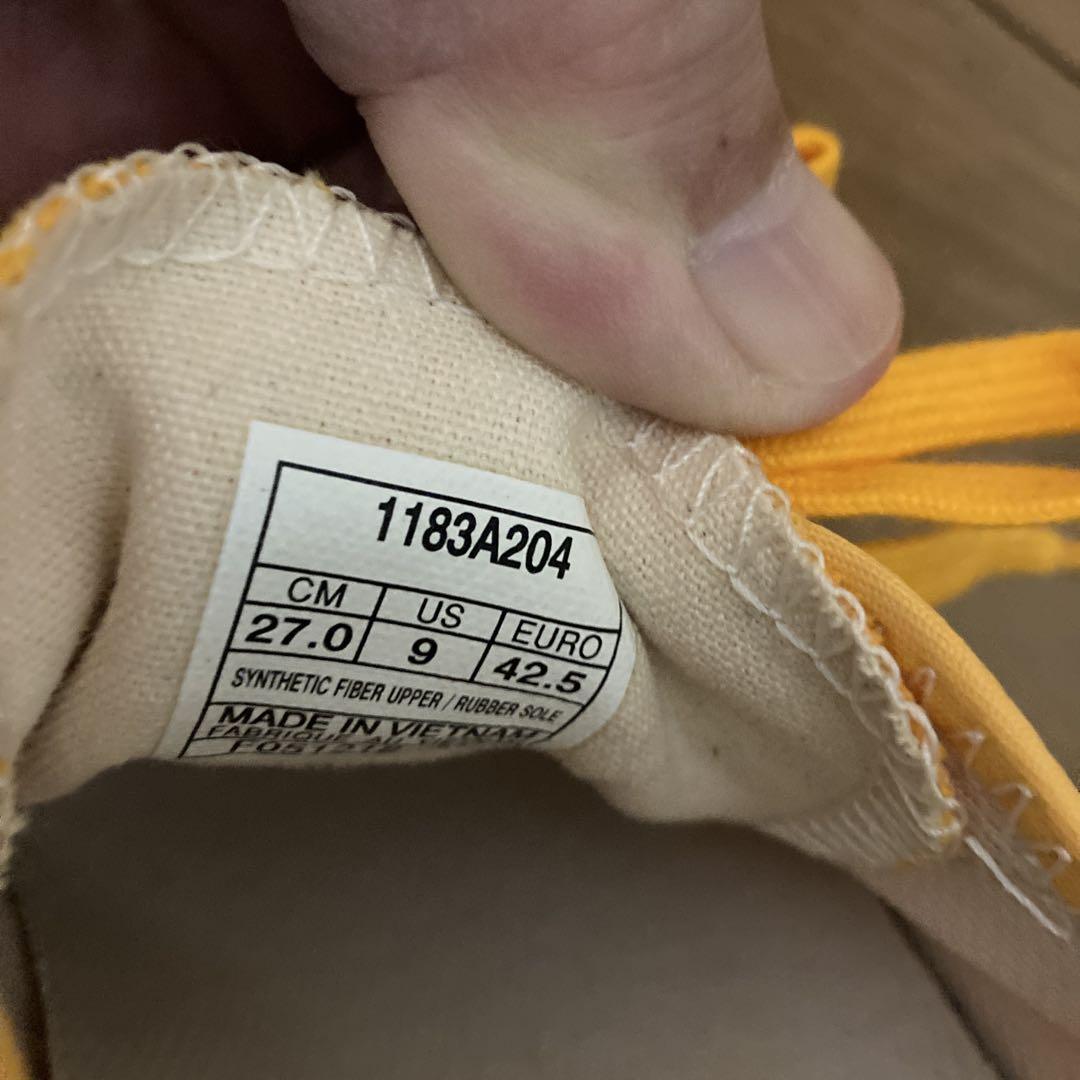 1183A204
CM US EURO
27.0 9 42.5
SYNTHETIC FIBER UPPER / RUBBER SOLE
MADE IN VIETNAM